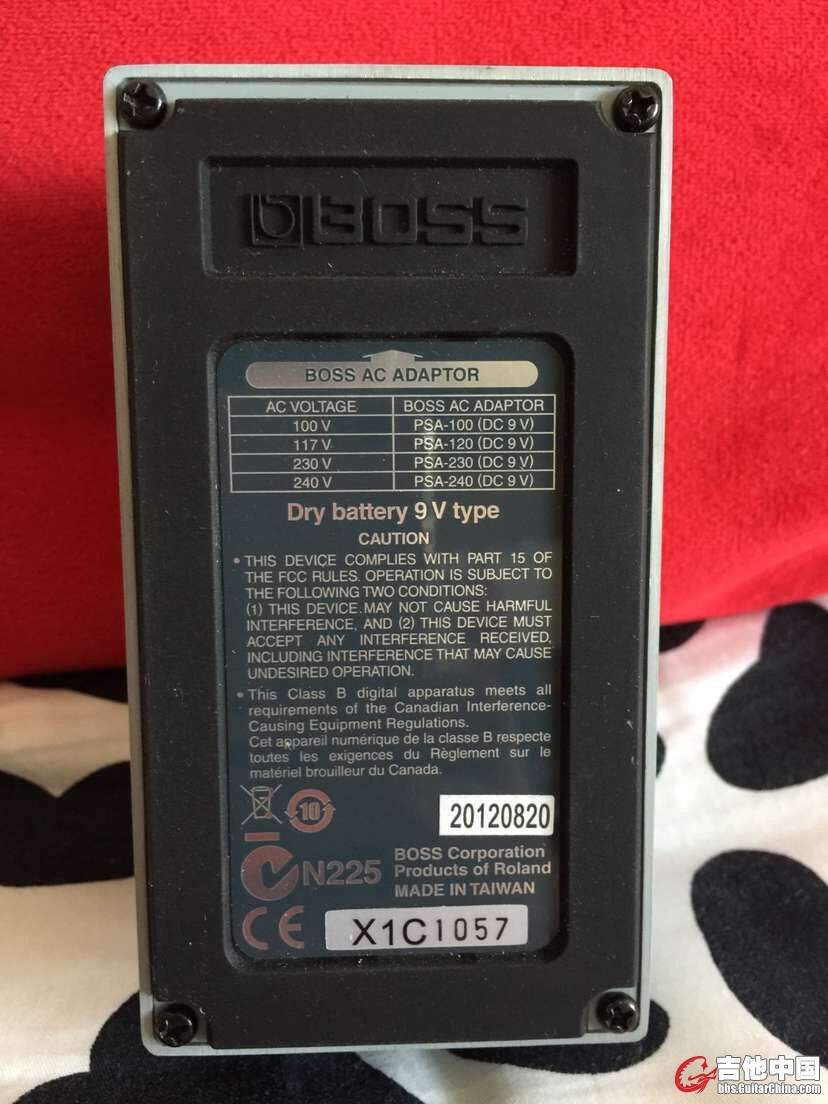 BOSS
BOSS AC ADAPTOR
AC VOLTAGE BOSS AC ADAPTOR
100 V PSA-100 (DC 9 V)
117 V PSA-120 (DC 9 V)
230 V PSA-230 (DC 9 V)
240 V PSA-240 (DC 9 V)
Dry battery 9 V type
CAUTION
• THIS DEVICE COMPLIES WITH PART 15 OF
THE FCC RULES. OPERATION IS SUBJECT TO
THE FOLLOWING TWO CONDITIONS:
(1) THIS DEVICE MAY NOT CAUSE HARMFUL
INTERFERENCE, AND (2) THIS DEVICE MUST
ACCEPT ANY INTERFERENCE RECEIVED,
INCLUDING INTERFERENCE THAT MAY CAUSE
UNDESIRED OPERATION.
• This Class B digital apparatus meets all
requirements of the Canadian Interference-
Causing Equipment Regulations.
Cet appareil numérique de la classe B respecte
toutes les exigences du Règlement sur le
matériel brouilleur du Canada.
10
20120820
N225
BOSS Corporation
Products of Roland
MADE IN TAIWAN
CE
X1C1057
吉他中国
bbs.GuitarChina.com